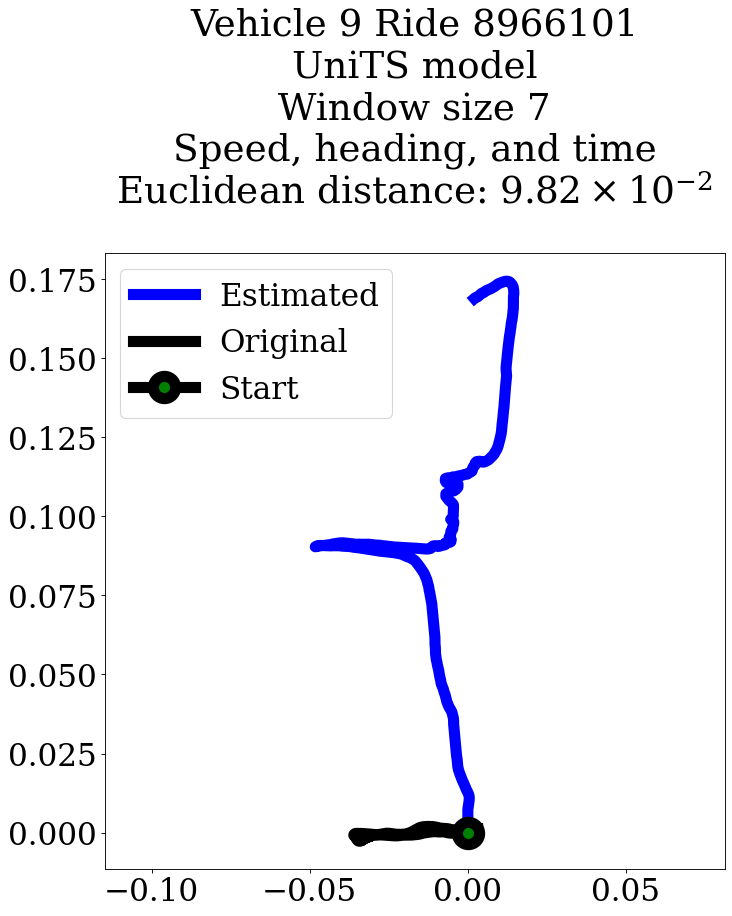 Vehicle 9 Ride 8966101
UniTS model
Window size 7
Speed, heading, and time
Euclidean distance: 9.82 × 10⁻²
0.175
0.150
0.125
0.100
0.075
0.050
0.025
0.000
Estimated
Original
Start
−0.10 −0.05 0.00 0.05